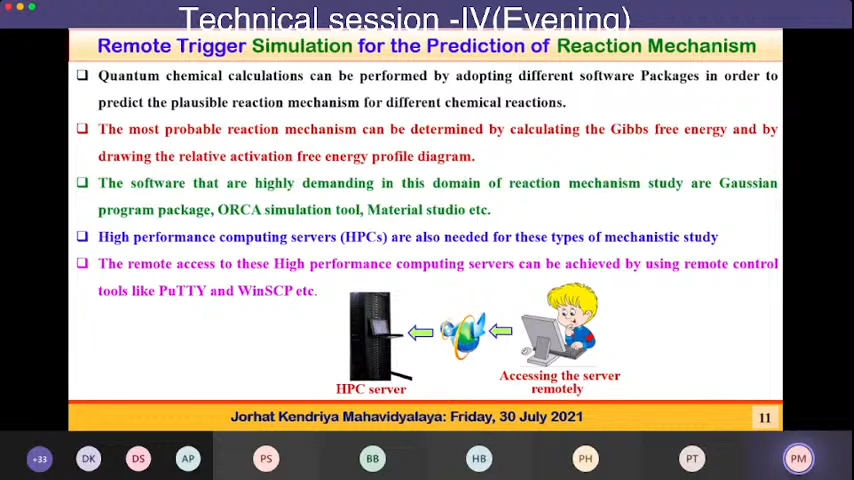 Technical session -IV(Evening)
Remote Trigger Simulation for the Prediction of Reaction Mechanism
Quantum chemical calculations can be performed by adopting different software Packages in order to
predict the plausible reaction mechanism for different chemical reactions.
The most probable reaction mechanism can be determined by calculating the Gibbs free energy and by
drawing the relative activation free energy profile diagram.
The software that are highly demanding in this domain of reaction mechanism study are Gaussian
program package, ORCA simulation tool, Material studio etc.
High performance computing servers (HPCs) are also needed for these types of mechanistic study
The remote access to these High performance computing servers can be achieved by using remote control
tools like PuTTY and WinSCP etc.
HPC server
Accessing the server
remotely
Jorhat Kendriya Mahavidyalaya: Friday, 30 July 2021
11
+33
DK
DS
AP
PS
BB
HB
PH
PT
PM